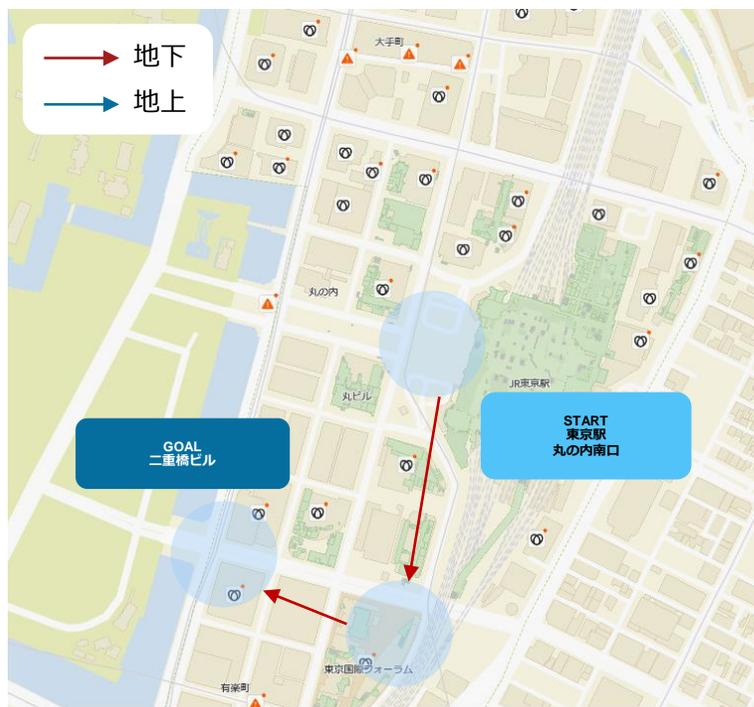 地下
地上
大手町
丸の内
JR東京駅
丸ビル
START
東京駅
丸の内南口
GOAL
二重橋ビル
東京国際フォーラム
有楽町